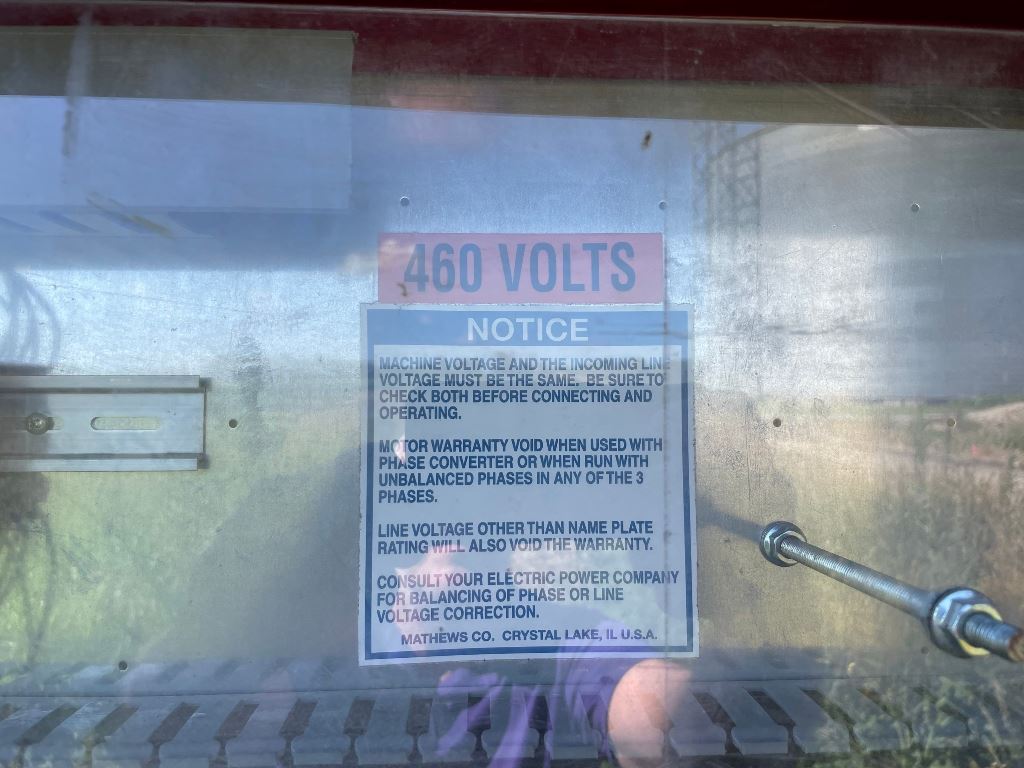 460 VOLTS
NOTICE
MACHINE VOLTAGE AND THE INCOMING LINE
VOLTAGE MUST BE THE SAME. BE SURE TO
CHECK BOTH BEFORE CONNECTING AND
OPERATING.
MOTOR WARRANTY VOID WHEN USED WITH
PHASE CONVERTER OR WHEN RUN WITH
UNBALANCED PHASES IN ANY OF THE 3
PHASES.
LINE VOLTAGE OTHER THAN NAME PLATE
RATING WILL ALSO VOID THE WARRANTY.
CONSULT YOUR ELECTRIC POWER COMPANY
FOR BALANCING OF PHASE OR LINE
VOLTAGE CORRECTION.
MATHEWS CO. CRYSTAL LAKE, IL U.S.A.